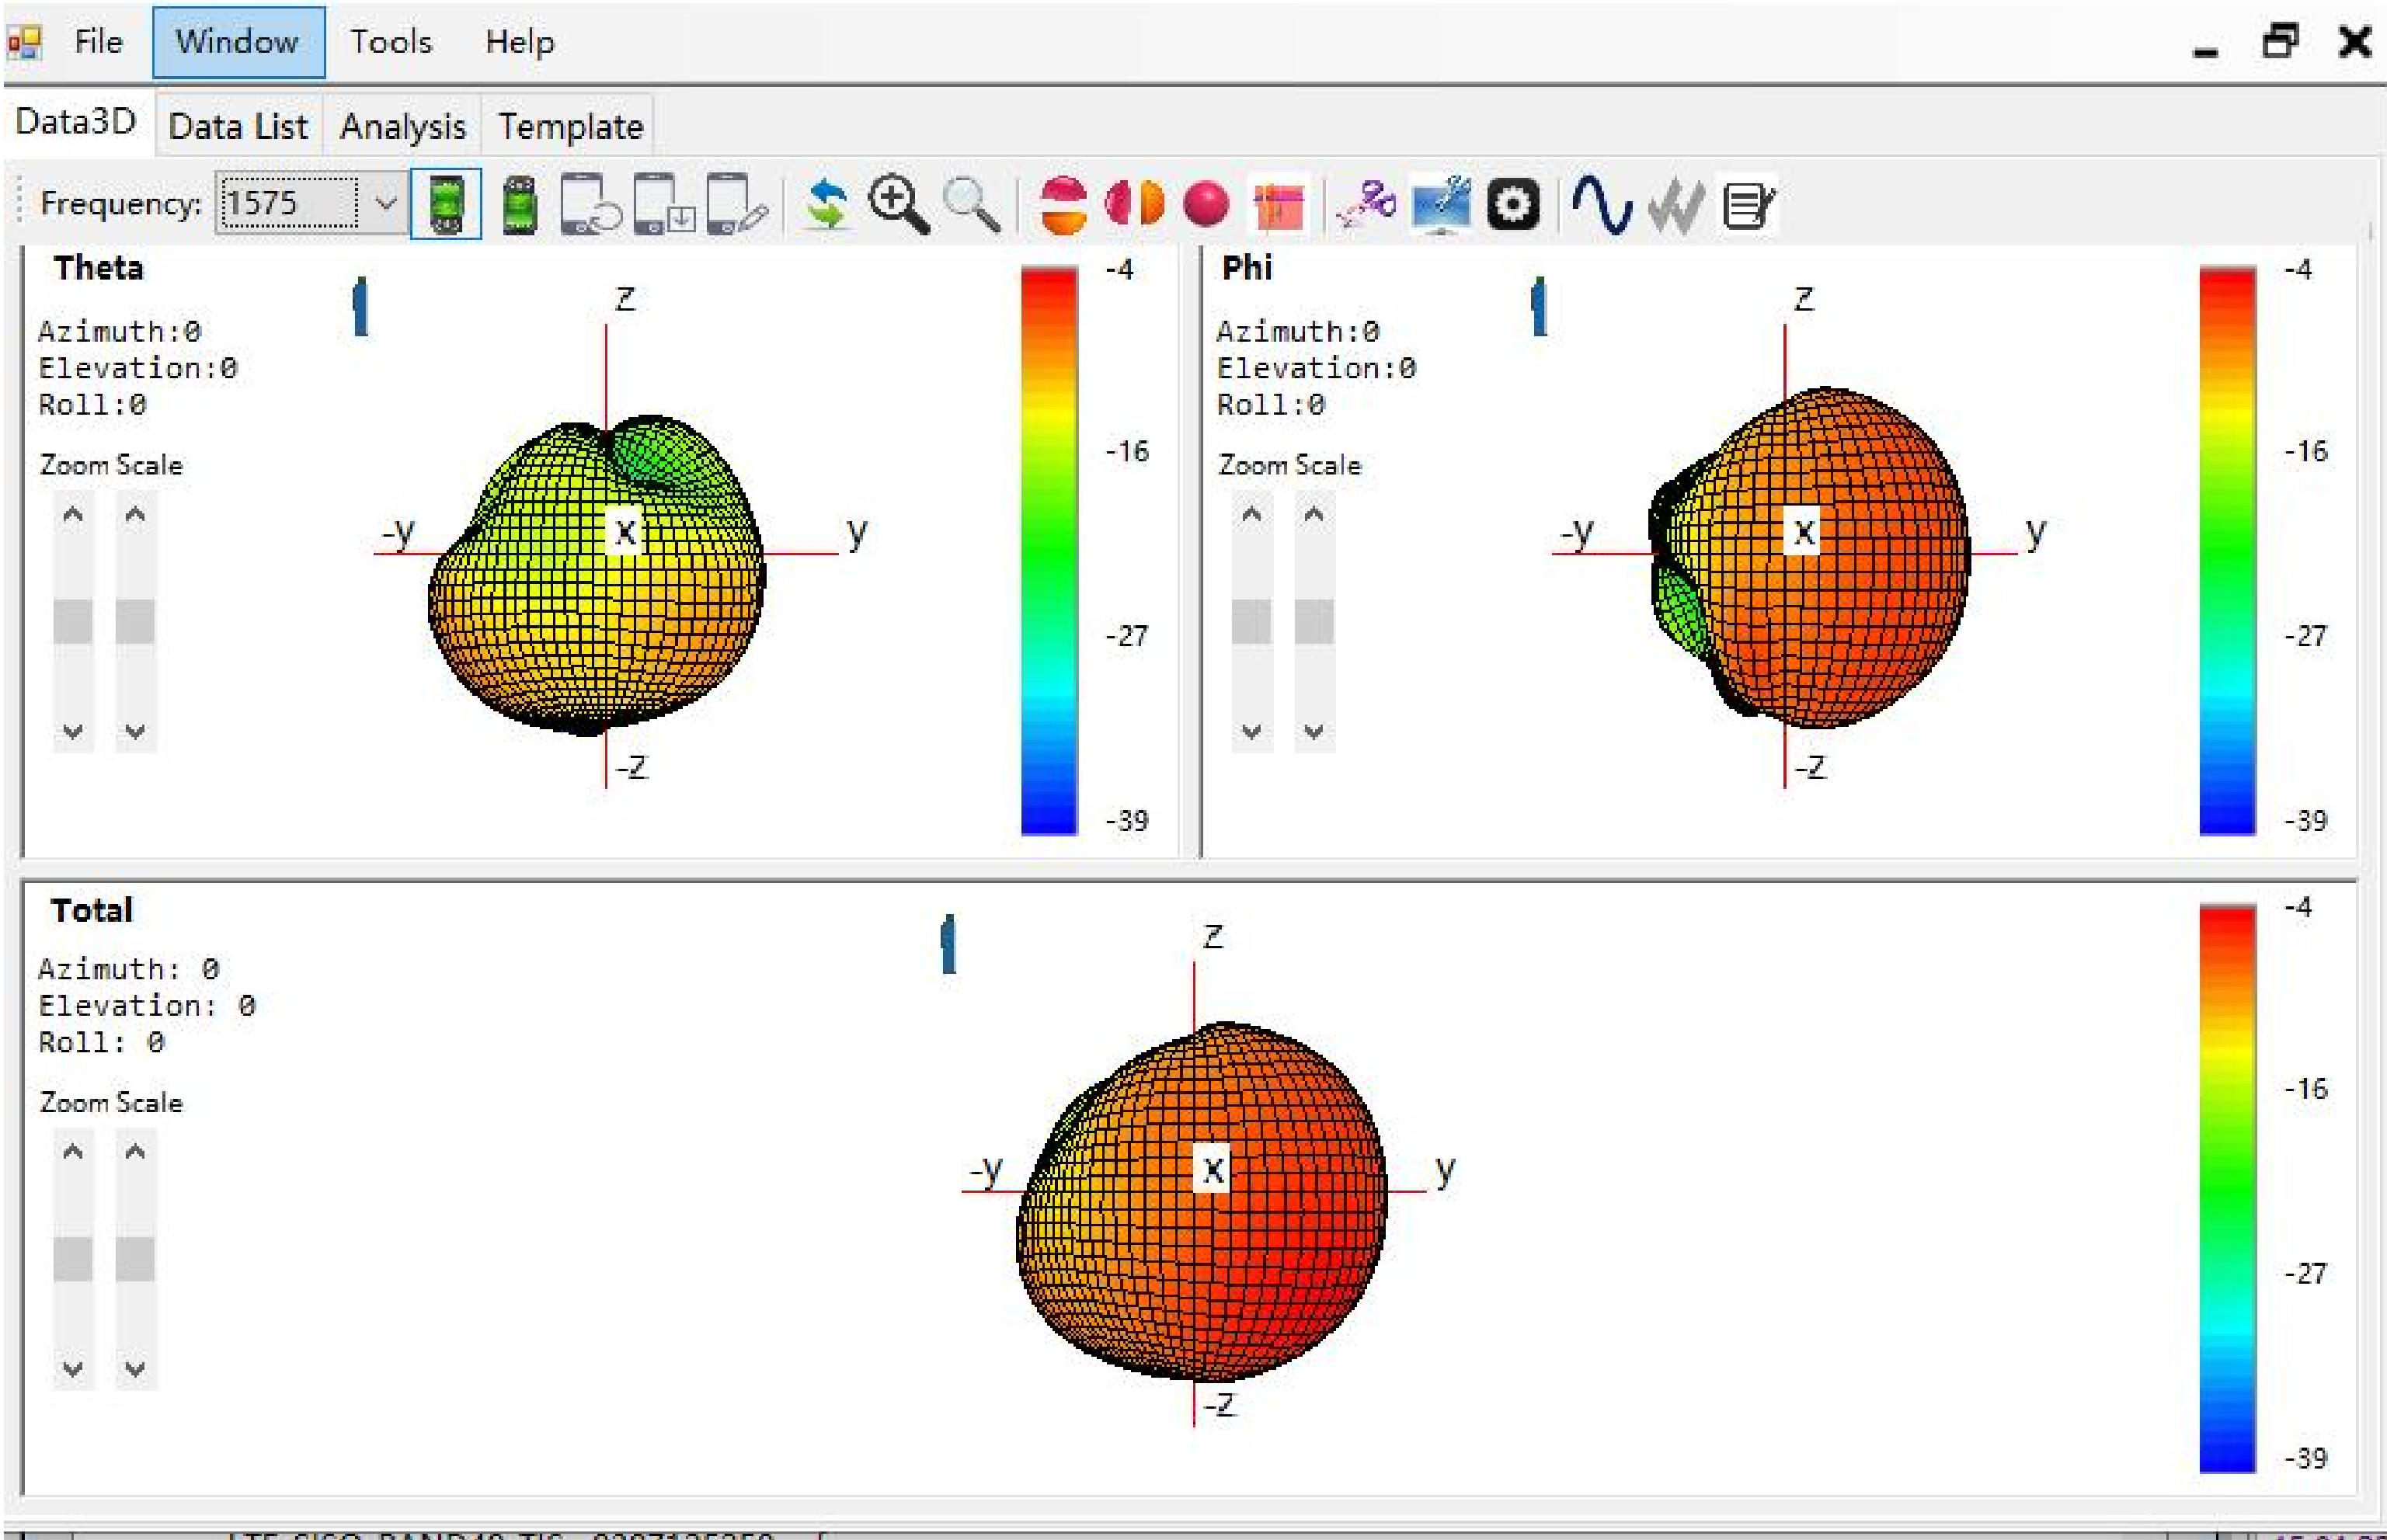 File Window Tools Help
Data3D Data List Analysis Template
Frequency: 1575
Theta
Azimuth:0
Elevation:0
Roll:0
Zoom Scale
z
-y
x
y
-z
-4
-16
-27
-39
Phi
Azimuth:0
Elevation:0
Roll:0
Zoom Scale
z
-y
x
y
-z
-4
-16
-27
-39
Total
Azimuth: 0
Elevation: 0
Roll: 0
Zoom Scale
z
-y
x
y
-z
-4
-16
-27
-39